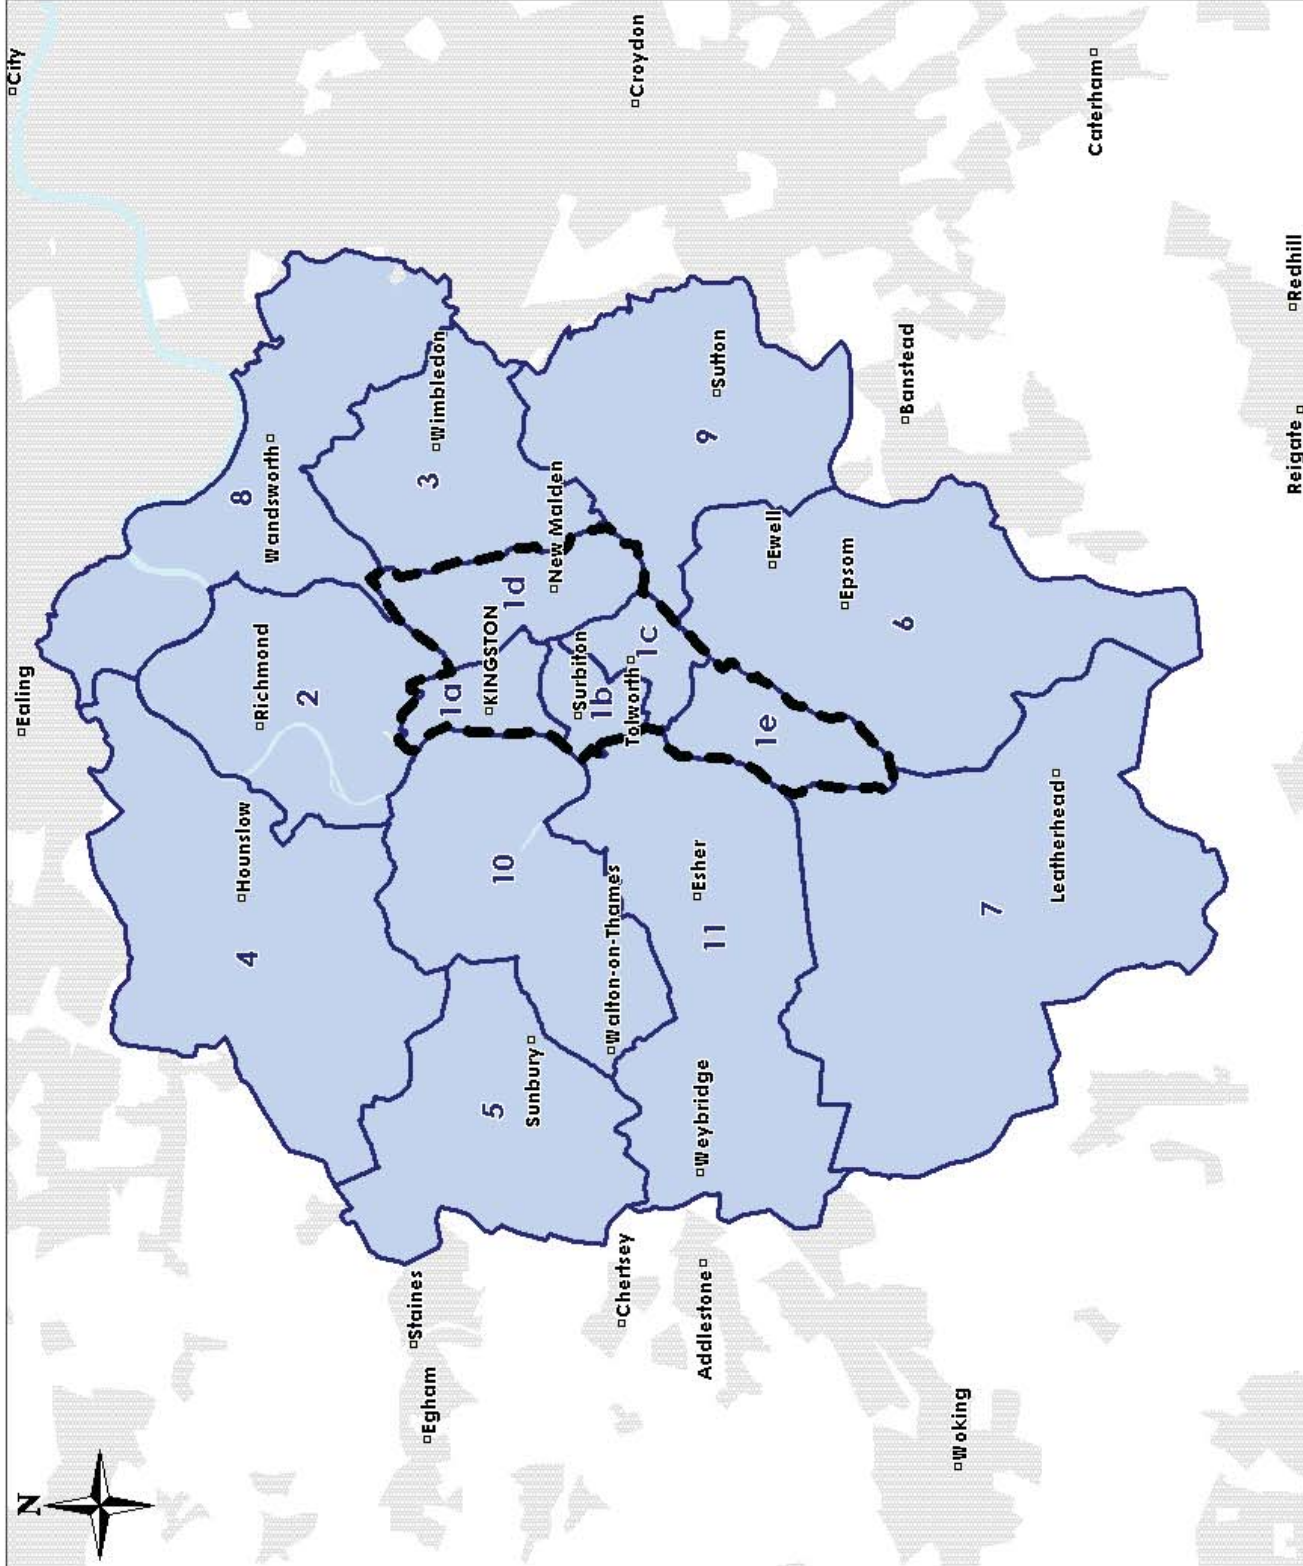 N
City
Ealing
Croydon
Caterham
Redhill
Reigate
Banstead
8
Wandsworth
Richmond
2
Hounslow
4
3
Wimbledon
9
Sutton
New Malden
1d
KINGSTON
1a
Surbiton
1b
1c
Tolworth
1e
Ewell
Epsom
6
10
Walton-on-Thames
Esher
11
Leatherhead
7
5
Sunbury
Weybridge
Staines
Egham
Chertsey
Addlestone
Woking